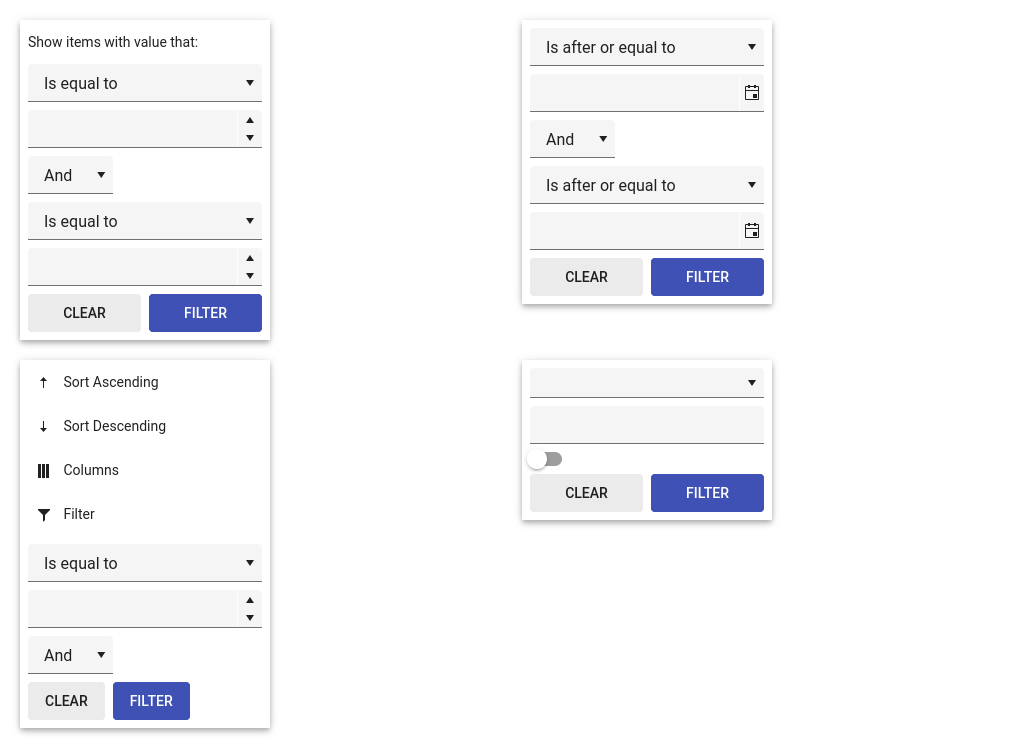 Show items with value that:
Is equal to
And
Is equal to
CLEAR FILTER
Is after or equal to
And
Is after or equal to
CLEAR FILTER
Sort Ascending
Sort Descending
Columns
Filter
Is equal to
And
CLEAR FILTER
CLEAR FILTER